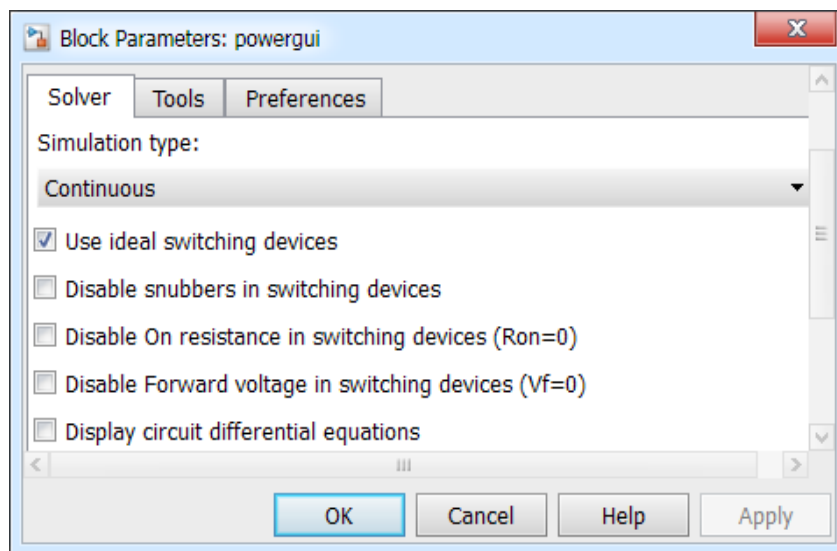 Block Parameters: powergui
Solver Tools Preferences
Simulation type:
Continuous
Use ideal switching devices
Disable snubbers in switching devices
Disable On resistance in switching devices (Ron=0)
Disable Forward voltage in switching devices (Vf=0)
Display circuit differential equations
OK Cancel Help Apply